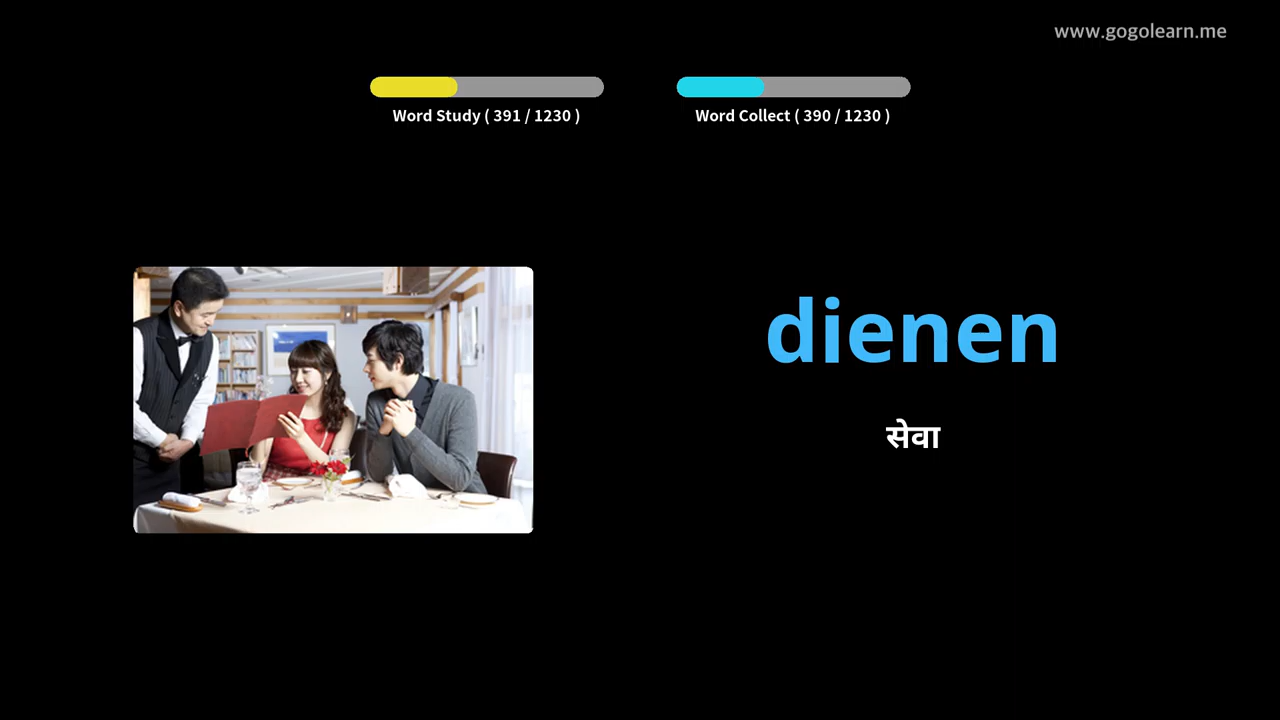 www.gogolearn.me
Word Study ( 391 / 1230 )
Word Collect ( 390 / 1230 )
dienen
सेवा